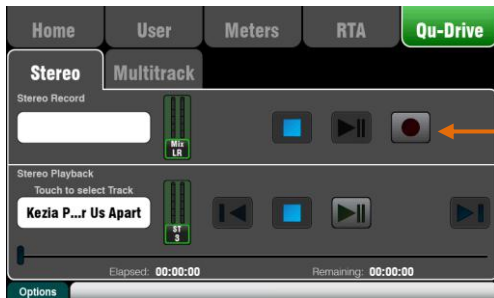 Home User Meters RTA Qu-Drive
Stereo Multitrack
Stereo Record
Mix
LR
Stereo Playback
Touch to select Track
Kezia P...r Us Apart
ST
3
Elapsed: 00:00:00 Remaining: 00:00:00
Options